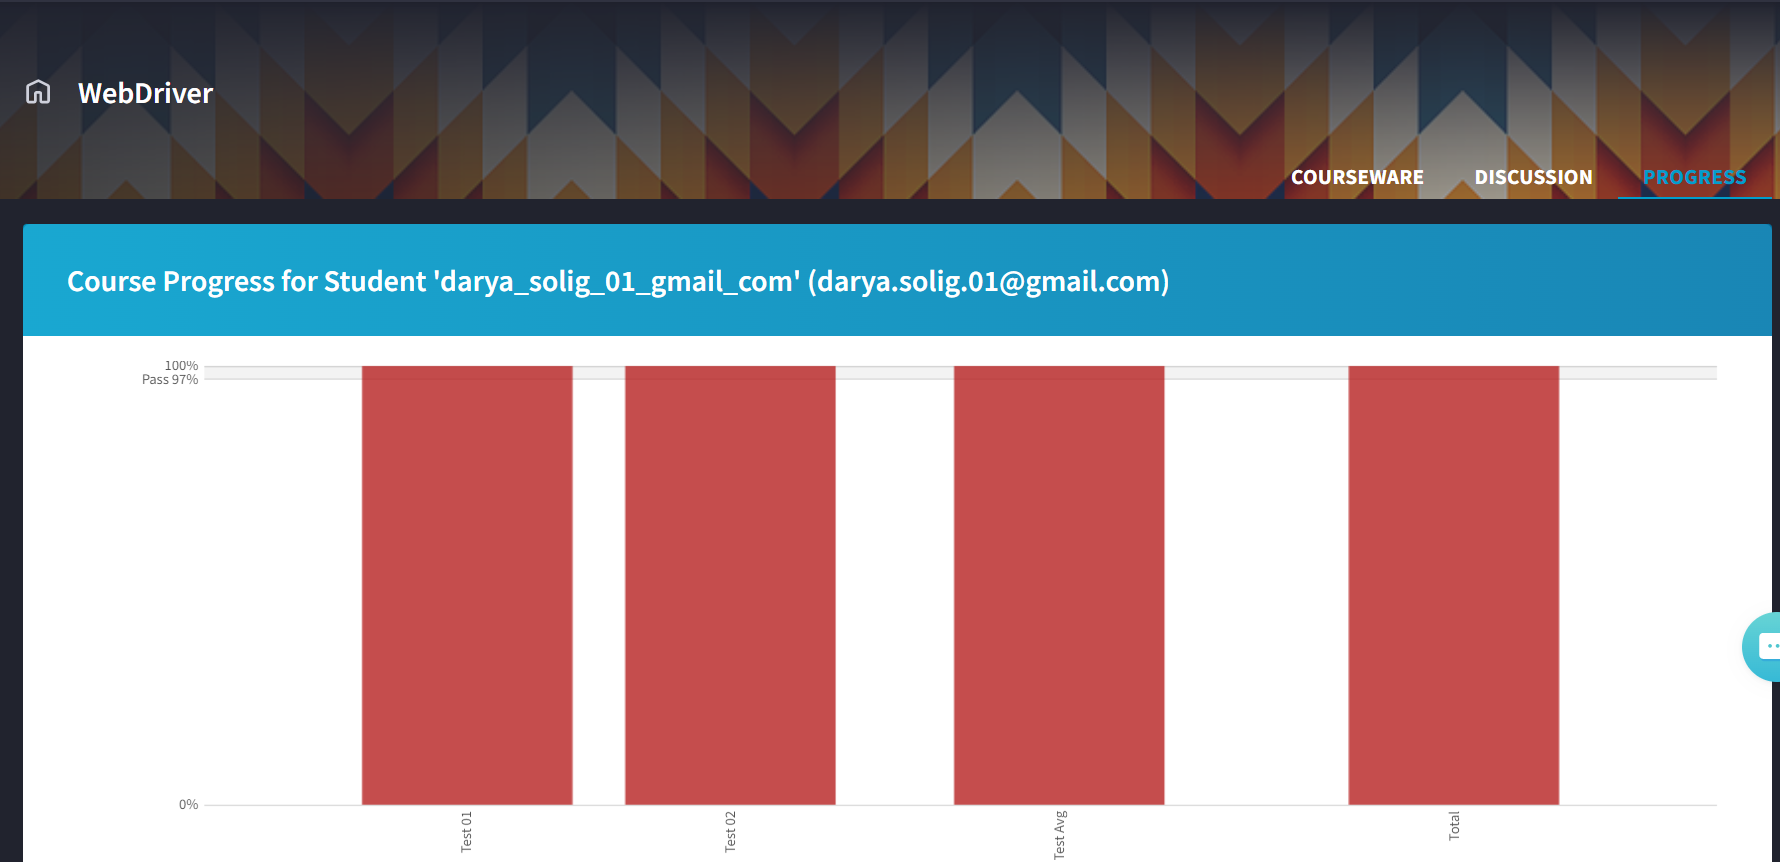 WebDriver
COURSEWARE DISCUSSION PROGRESS
Course Progress for Student 'darya_solig_01_gmail_com' (darya.solig.01@gmail.com)
100%
Pass 97%
0%
Test 01
Test 02
Test Avg
Total